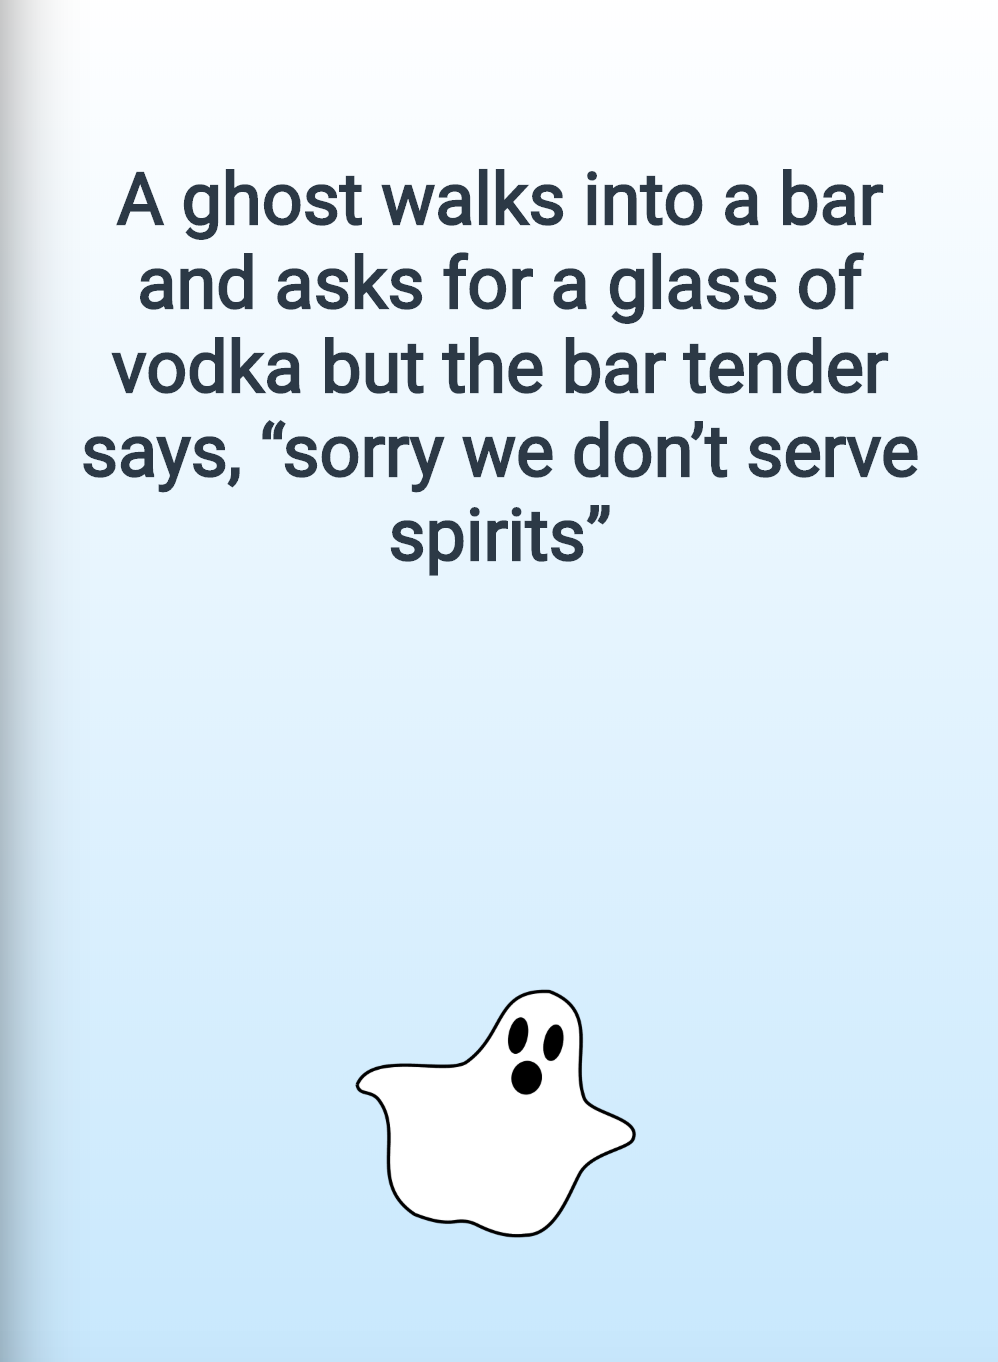 A ghost walks into a bar
and asks for a glass of
vodka but the bar tender
says, “sorry we don’t serve
spirits”